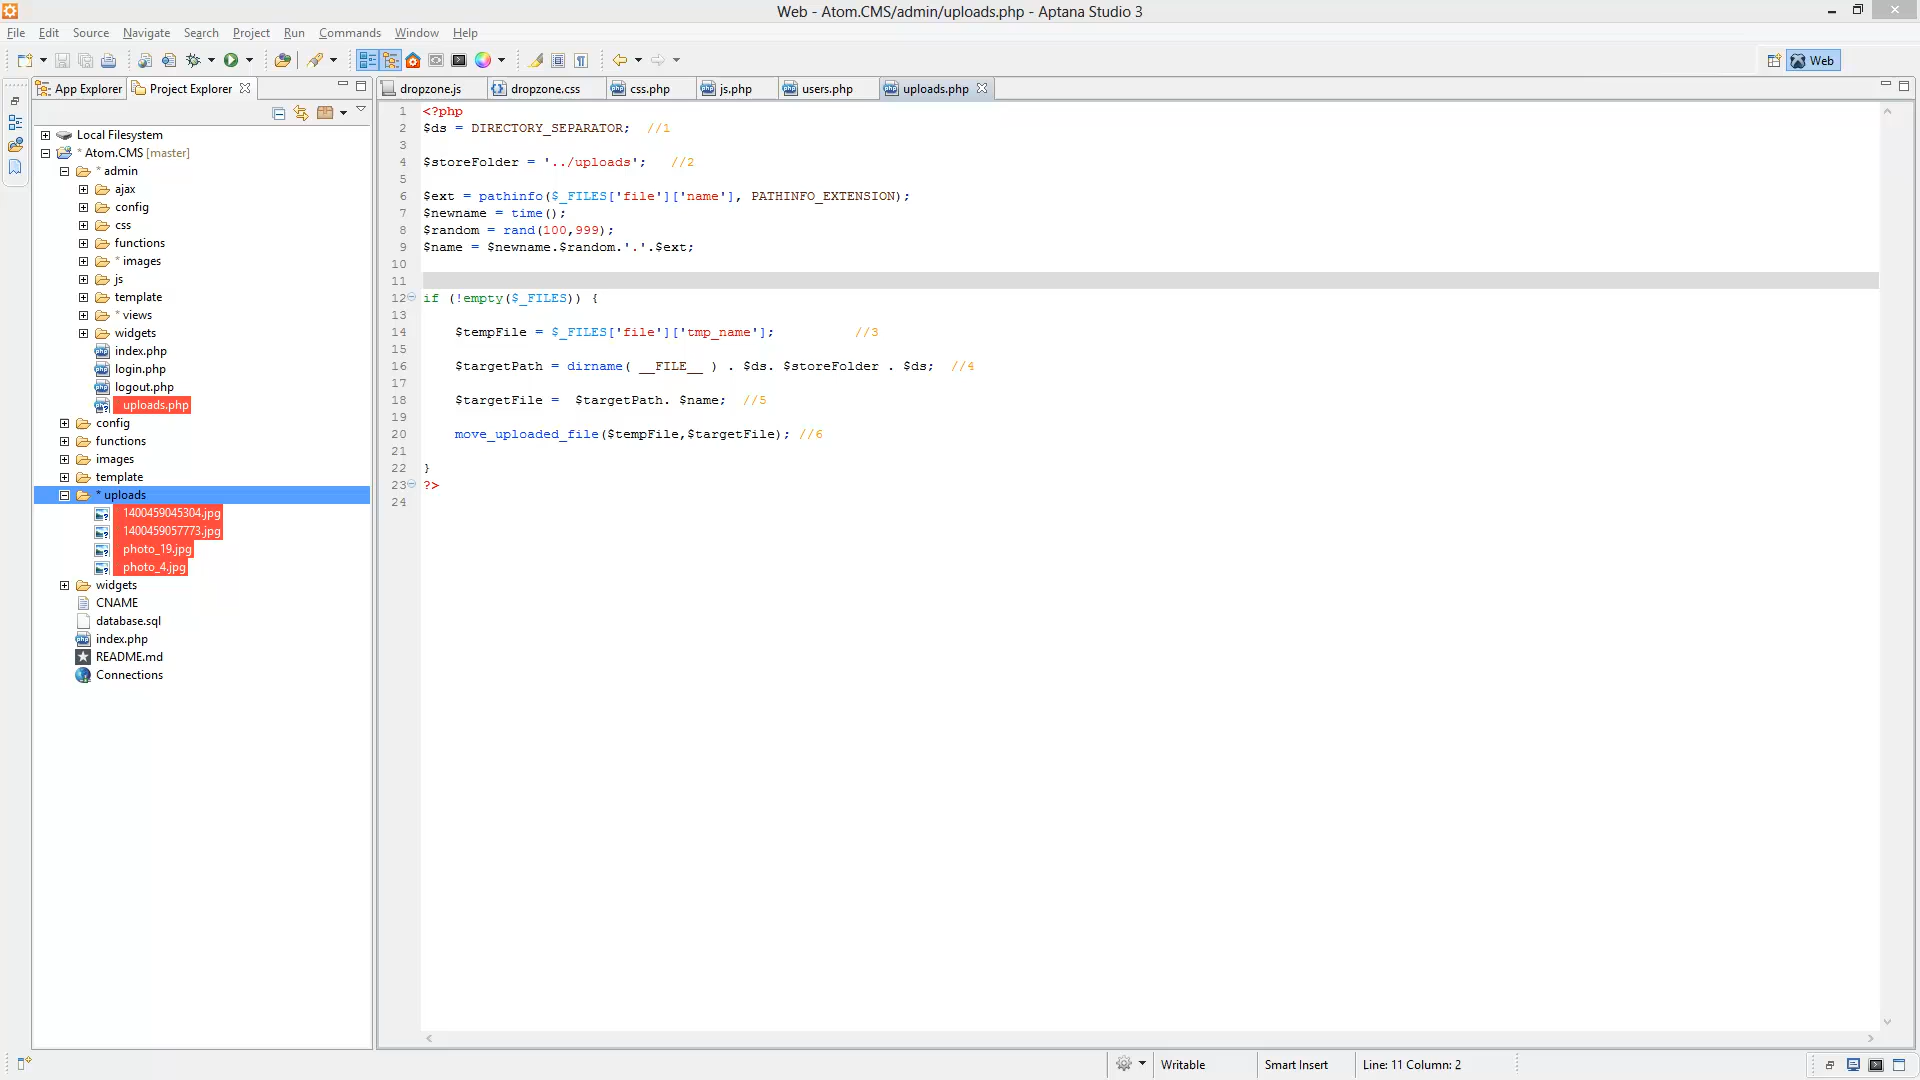 Web - Atom.CMS/admin/uploads.php - Aptana Studio 3
File Edit Source Navigate Search Project Run Commands Window Help
Web
App Explorer Project Explorer
dropzone.js dropzone.css css.php js.php users.php uploads.php
Local Filesystem
* Atom.CMS [master]
* admin
ajax
config
css
functions
* images
js
template
* views
widgets
index.php
login.php
logout.php
uploads.php
config
functions
images
template
* uploads
1400459045304.jpg
1400459057773.jpg
photo_19.jpg
photo_4.jpg
widgets
CNAME
database.sql
index.php
README.md
Connections
1 <?php
2 $ds = DIRECTORY_SEPARATOR;  //1
3
4 $storeFolder = '../uploads';   //2
5
6 $ext = pathinfo($_FILES['file']['name'], PATHINFO_EXTENSION);
7 $newname = time();
8 $random = rand(100,999);
9 $name = $newname.$random.'.'.$ext;
10
11
12 if (!empty($_FILES)) {
13
14     $tempFile = $_FILES['file']['tmp_name'];          //3
15
16     $targetPath = dirname( __FILE__ ) . $ds. $storeFolder . $ds;  //4
17
18     $targetFile =  $targetPath. $name;  //5
19
20     move_uploaded_file($tempFile,$targetFile); //6
21
22 }
23 ?>
24
Writable Smart Insert Line: 11 Column: 2